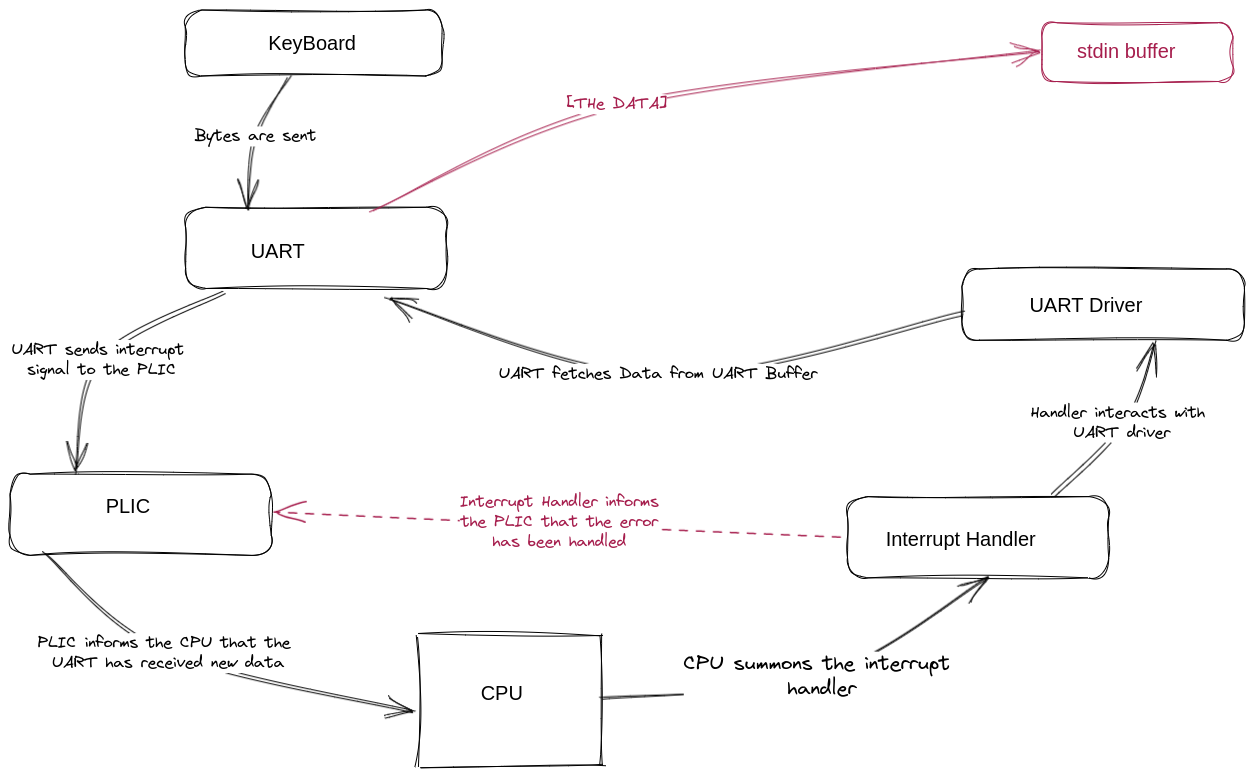 KeyBoard
stdin buffer
[THe DATA]
Bytes are sent
UART
UART Driver
UART sends interrupt
signal to the PLIC
UART fetches Data from UART Buffer
Handler interacts with
UART driver
PLIC
Interrupt Handler informs
the PLIC that the error
has been handled
Interrupt Handler
PLIC informs the CPU that the
UART has received new data
CPU
CPU summons the interrupt
handler